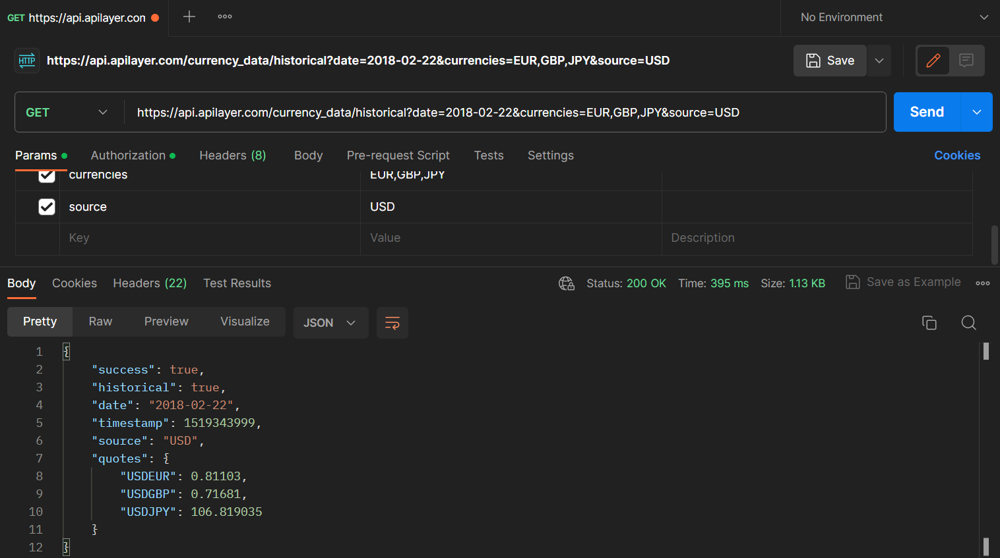 GET https://api.apilayer.con
No Environment
HTTP https://api.apilayer.com/currency_data/historical?date=2018-02-22&currencies=EUR,GBP,JPY&source=USD
Save
GET https://api.apilayer.com/currency_data/historical?date=2018-02-22&currencies=EUR,GBP,JPY&source=USD
Send
Params Authorization Headers (8) Body Pre-request Script Tests Settings Cookies
currencies EUR,GBP,JPY
source USD
Key Value Description
Body Cookies Headers (22) Test Results Status: 200 OK Time: 395 ms Size: 1.13 KB Save as Example
Pretty Raw Preview Visualize JSON
1 {
2 "success": true,
3 "historical": true,
4 "date": "2018-02-22",
5 "timestamp": 1519343999,
6 "source": "USD",
7 "quotes": {
8 "USDEUR": 0.81103,
9 "USDGBP": 0.71681,
10 "USDJPY": 106.819035
11 }
12 }